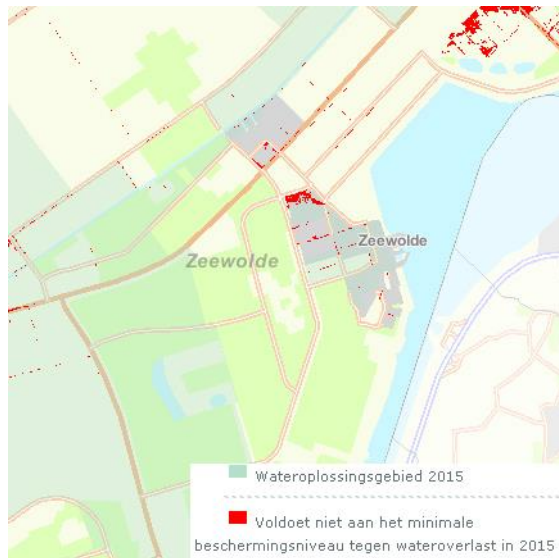 Zeewolde
Zeewolde
Wateroplossingsgebied 2015
Voldoet niet aan het minimale
beschermingsniveau tegen wateroverlast in 2015